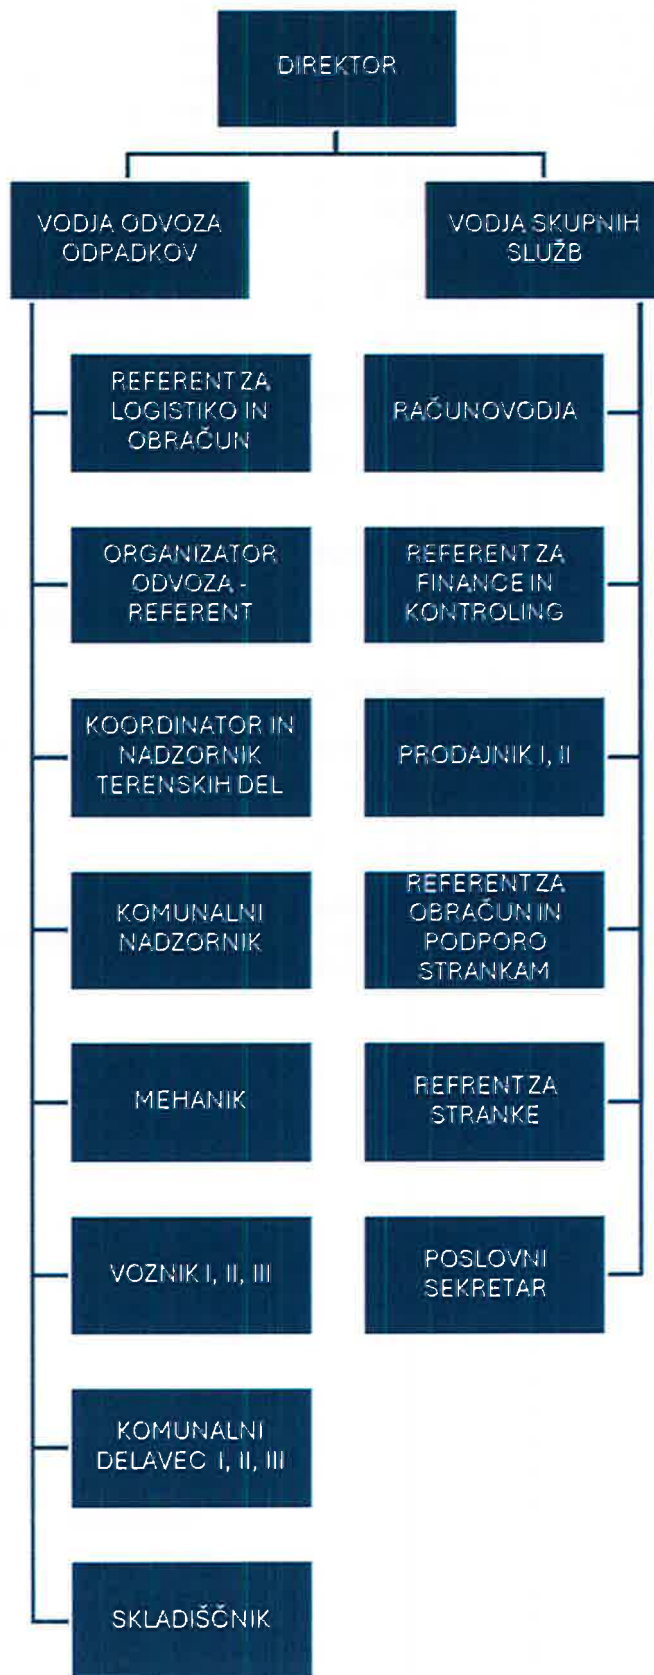 DIREKTOR
VODJA ODVOZA
ODPADKOV
VODJA SKUPNIH
SLUŽB
REFERENT ZA
LOGISTIKO IN
OBRAČUN
RAČUNOVODJA
ORGANIZATOR
ODVOZA -
REFERENT
REFERENT ZA
FINANCE IN
KONTROLING
KOORDINATOR IN
NADZORNIK
TERENSKIH DEL
PRODAJNIK I, II
KOMUNALNI
NADZORNIK
REFERENT ZA
OBRAČUN IN
PODPORO
STRANKAM
MEHANIK
REFRENT ZA
STRANKE
VOZNIK I, II, III
POSLOVNI
SEKRETAR
KOMUNALNI
DELAVEC I, II, III
SKLADIŠČNIK